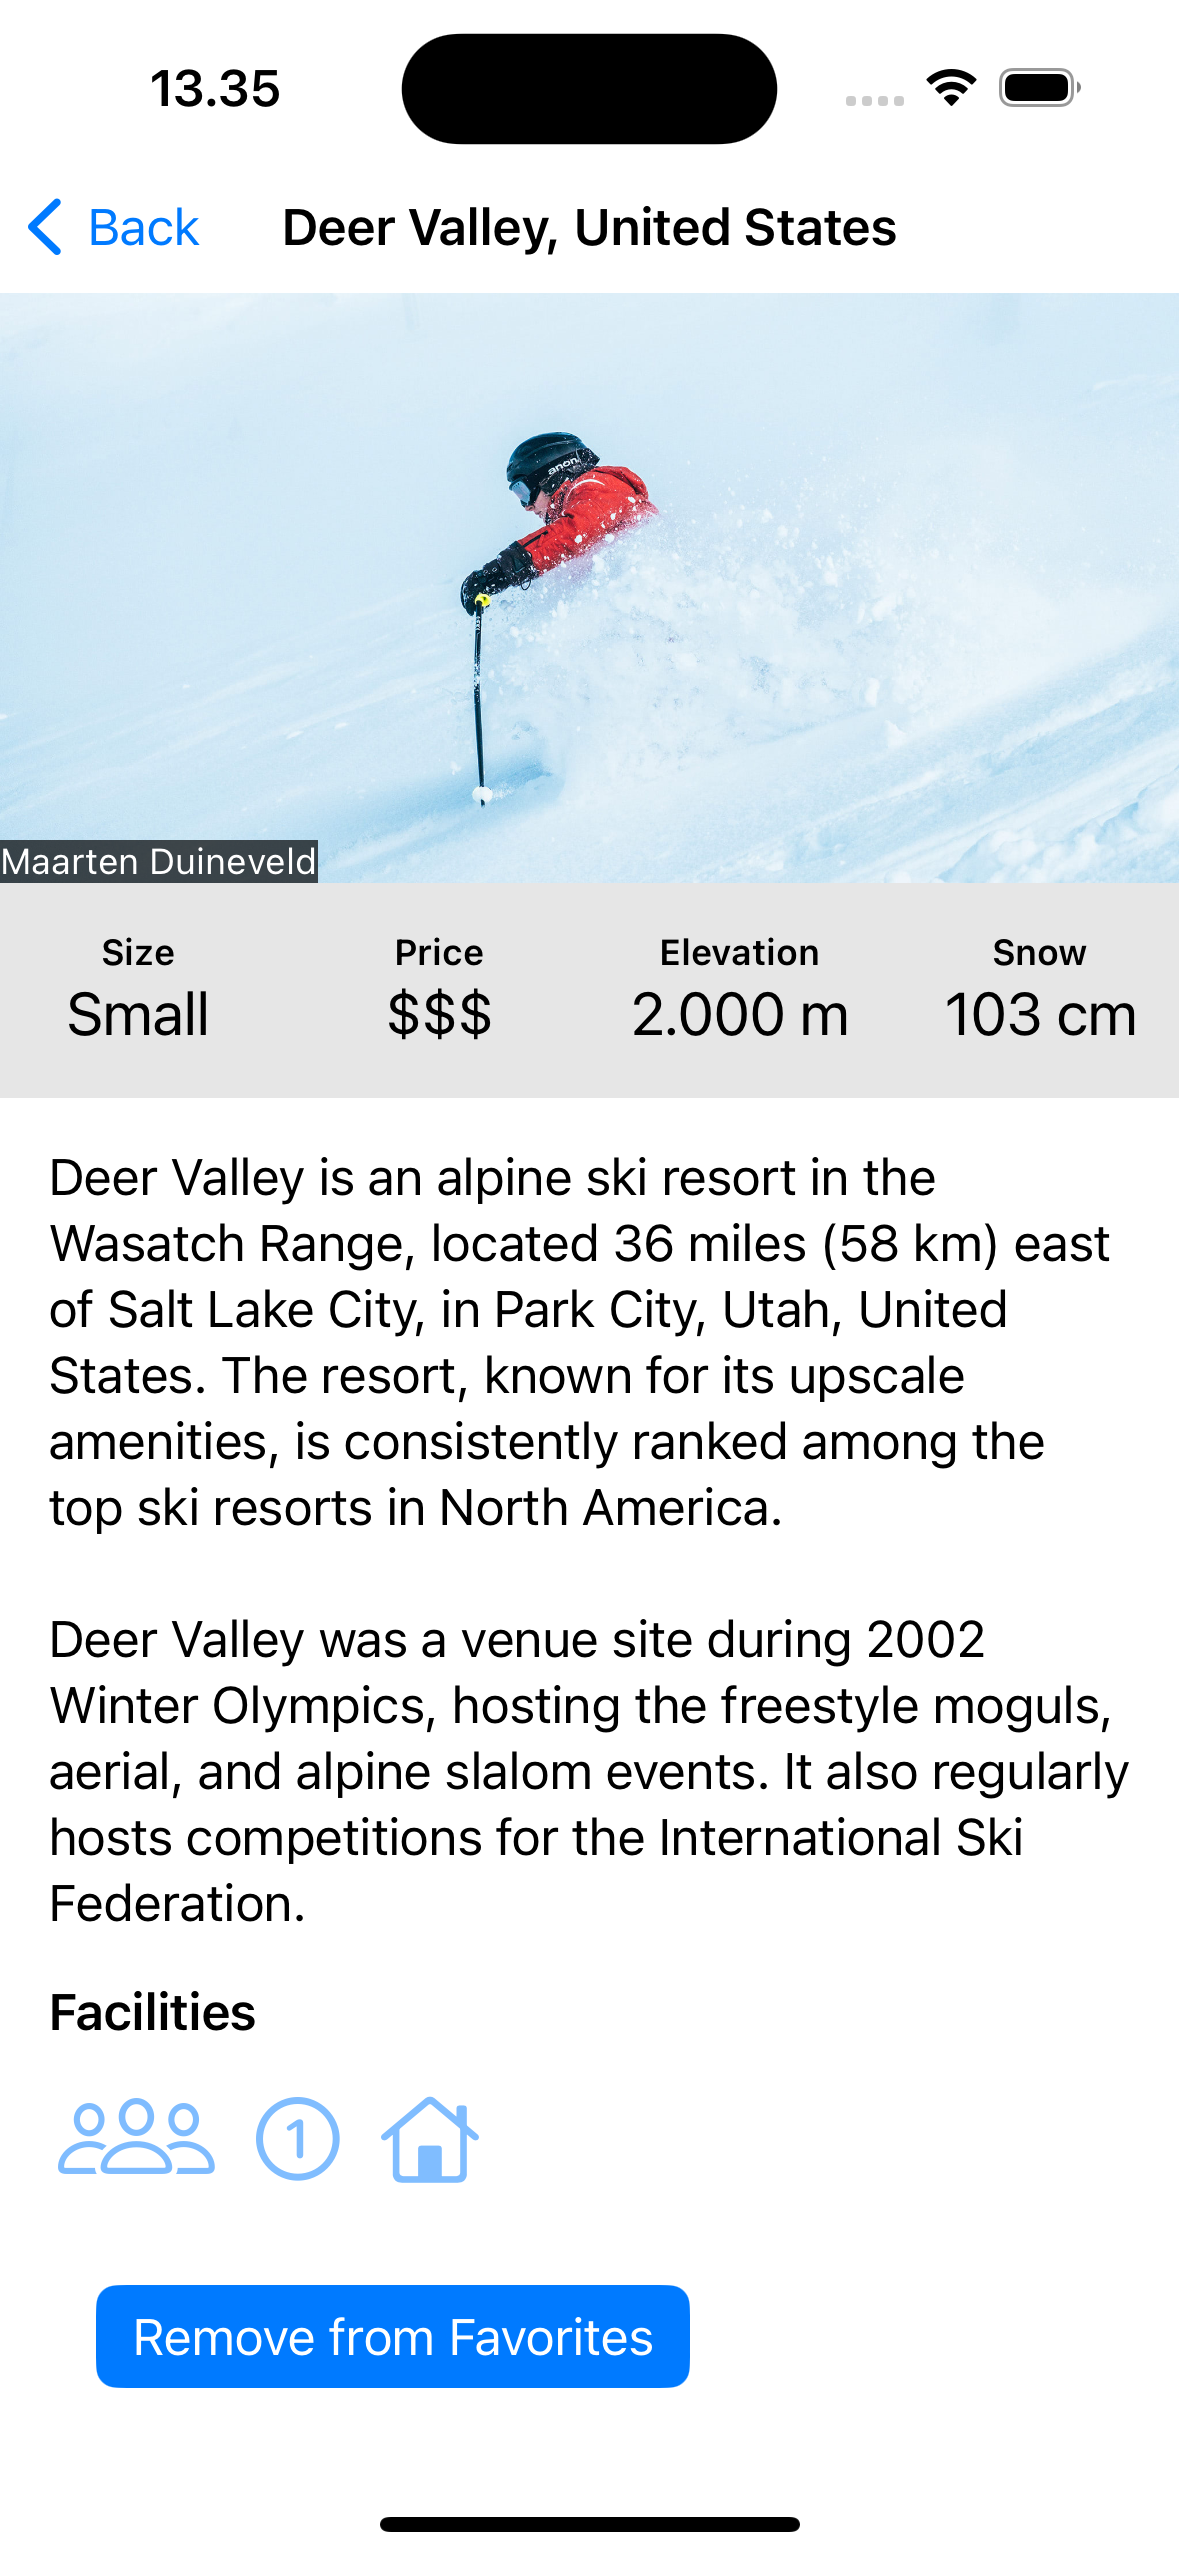 13.35
Back
Deer Valley, United States
anon
Maarten Duineveld
Size Price Elevation Snow
Small $$$ 2.000 m 103 cm
Deer Valley is an alpine ski resort in the
Wasatch Range, located 36 miles (58 km) east
of Salt Lake City, in Park City, Utah, United
States. The resort, known for its upscale
amenities, is consistently ranked among the
top ski resorts in North America.
Deer Valley was a venue site during 2002
Winter Olympics, hosting the freestyle moguls,
aerial, and alpine slalom events. It also regularly
hosts competitions for the International Ski
Federation.
Facilities
1
Remove from Favorites